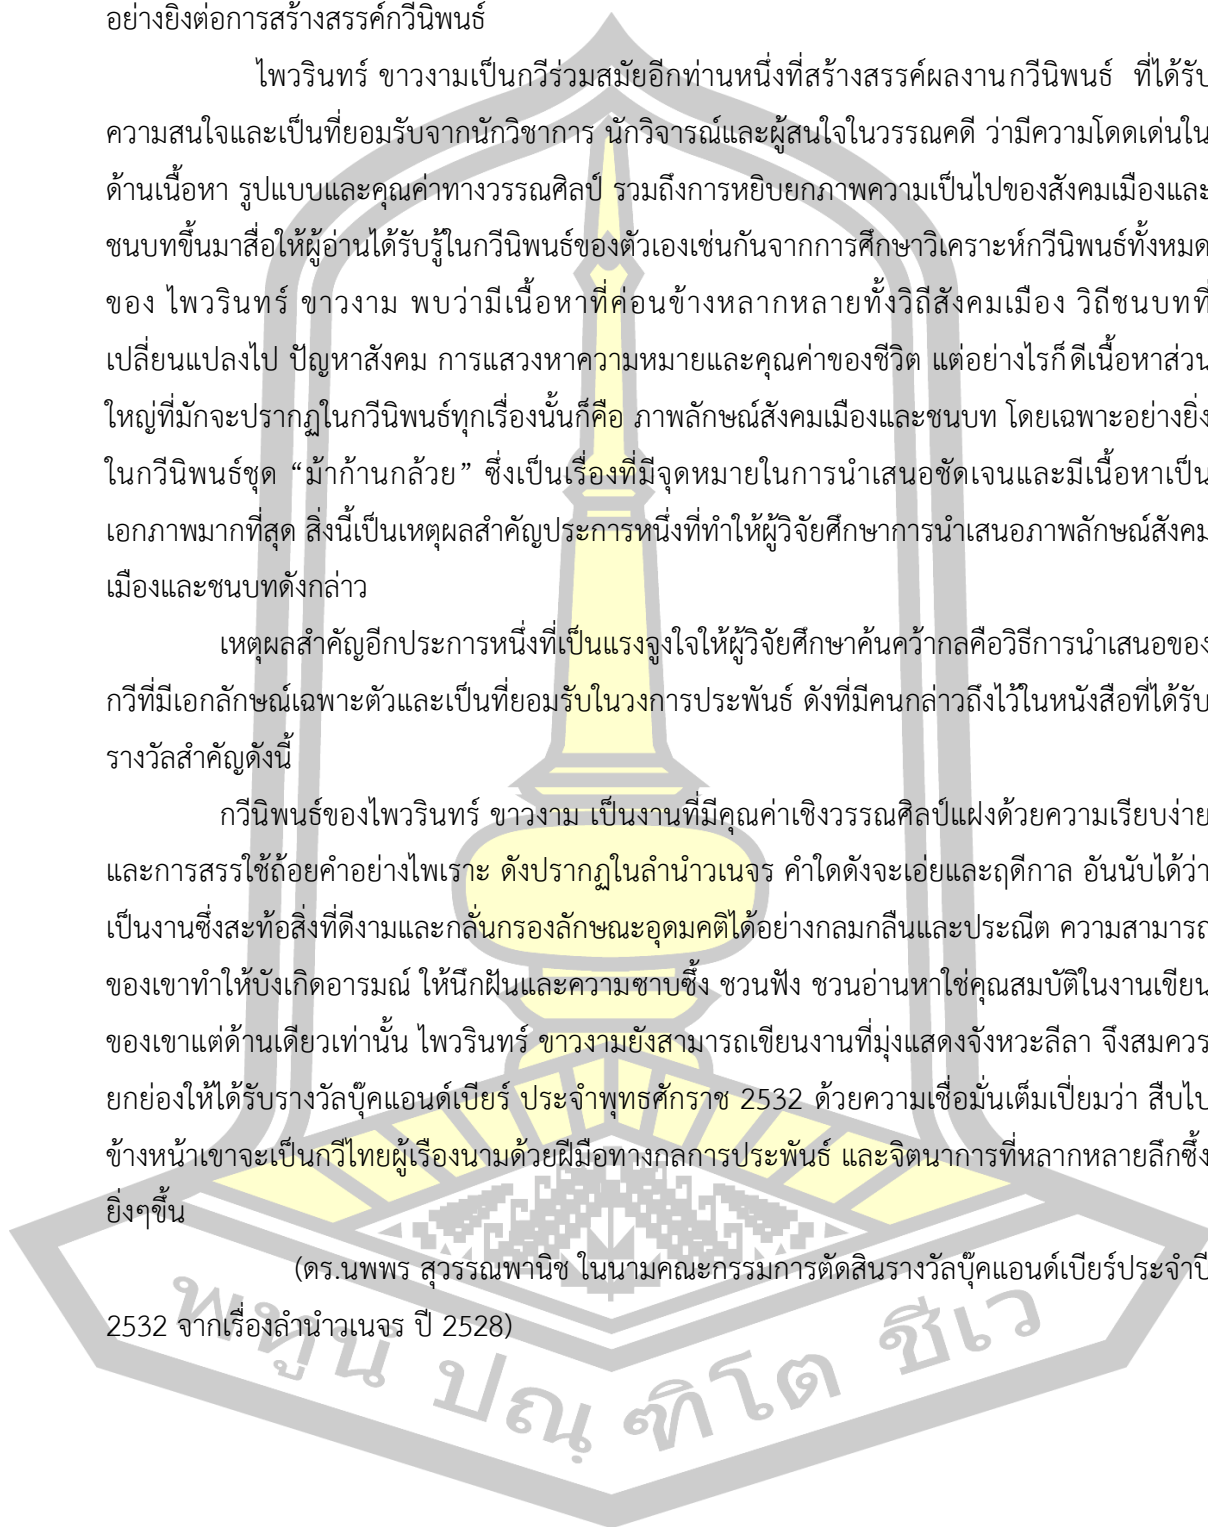 อย่างยิ่งต่อการสร้างสรรค์กวีนิพนธ์
ไพวรินทร์ ขาวงามเป็นกวีร่วมสมัยอีกท่านหนึ่งที่สร้างสรรค์ผลงานกวีนิพนธ์ ที่ได้รับ
ความสนใจและเป็นที่ยอมรับจากนักวิชาการ นักวิจารณ์และผู้สนใจในวรรณคดี ว่ามีความโดดเด่นใน
ด้านเนื้อหา รูปแบบและคุณค่าทางวรรณศิลป์ รวมถึงการหยิบยกภาพความเป็นไปของสังคมเมืองและ
ชนบทขึ้นมาสื่อให้ผู้อ่านได้รับรู้ในกวีนิพนธ์ของตัวเองเช่นกันจากการศึกษาวิเคราะห์กวีนิพนธ์ทั้งหมด
ของ ไพวรินทร์ ขาวงาม พบว่ามีเนื้อหาที่ค่อนข้างหลากหลายทั้งวิถีสังคมเมือง วิถีชนบทที่
เปลี่ยนแปลงไป ปัญหาสังคม การแสวงหาความหมายและคุณค่าของชีวิต แต่อย่างไรก็ดีเนื้อหาส่วน
ใหญ่ที่มักจะปรากฏในกวีนิพนธ์ทุกเรื่องนั้นก็คือ ภาพลักษณ์สังคมเมืองและชนบท โดยเฉพาะอย่างยิ่ง
ในกวีนิพนธ์ชุด “ม้าก้านกล้วย” ซึ่งเป็นเรื่องที่มีจุดหมายในการนำเสนอชัดเจนและมีเนื้อหาเป็น
เอกภาพมากที่สุด สิ่งนี้เป็นเหตุผลสำคัญประการหนึ่งที่ทำให้ผู้วิจัยศึกษาการนำเสนอภาพลักษณ์สังคม
เมืองและชนบทดังกล่าว
เหตุผลสำคัญอีกประการหนึ่งที่เป็นแรงจูงใจให้ผู้วิจัยศึกษาค้นคว้ากลคือวิธีการนำเสนอของ
กวีที่มีเอกลักษณ์เฉพาะตัวและเป็นที่ยอมรับในวงการประพันธ์ ดังที่มีคนกล่าวถึงไว้ในหนังสือที่ได้รับ
รางวัลสำคัญดังนี้
กวีนิพนธ์ของไพวรินทร์ ขาวงาม เป็นงานที่มีคุณค่าเชิงวรรณศิลป์แฝงด้วยความเรียบง่าย
และการสรรใช้ถ้อยคำอย่างไพเราะ ดังปรากฏในลำนำวเนจร คำใดดังจะเอ่ยและฤดีกาล อันนับได้ว่า
เป็นงานซึ่งสะท้อสิ่งที่ดีงามและกลั่นกรองลักษณะอุดมคติได้อย่างกลมกลืนและประณีต ความสามารถ
ของเขาทำให้บังเกิดอารมณ์ ให้นึกฝันและความซาบซึ้ง ชวนฟัง ชวนอ่านหาใช่คุณสมบัติในงานเขียน
ของเขาแต่ด้านเดียวเท่านั้น ไพวรินทร์ ขาวงามยังสามารถเขียนงานที่มุ่งแสดงจังหวะลีลา จึงสมควร
ยกย่องให้ได้รับรางวัลบุ๊คแอนด์เบียร์ ประจำพุทธศักราช 2532 ด้วยความเชื่อมั่นเต็มเปี่ยมว่า สืบไป
ข้างหน้าเขาจะเป็นกวีไทยผู้เรืองนามด้วยฝีมือทางกลการประพันธ์ และจิตนาการที่หลากหลายลึกซึ้ง
ยิ่งๆขึ้น
(ดร.นพพร สุวรรณพานิช ในนามคณะกรรมการตัดสินรางวัลบุ๊คแอนด์เบียร์ประจำปี
2532 จากเรื่องลำนำวเนจร ปี 2528)
พหูนํ ปณฺฑิโต ชีเว